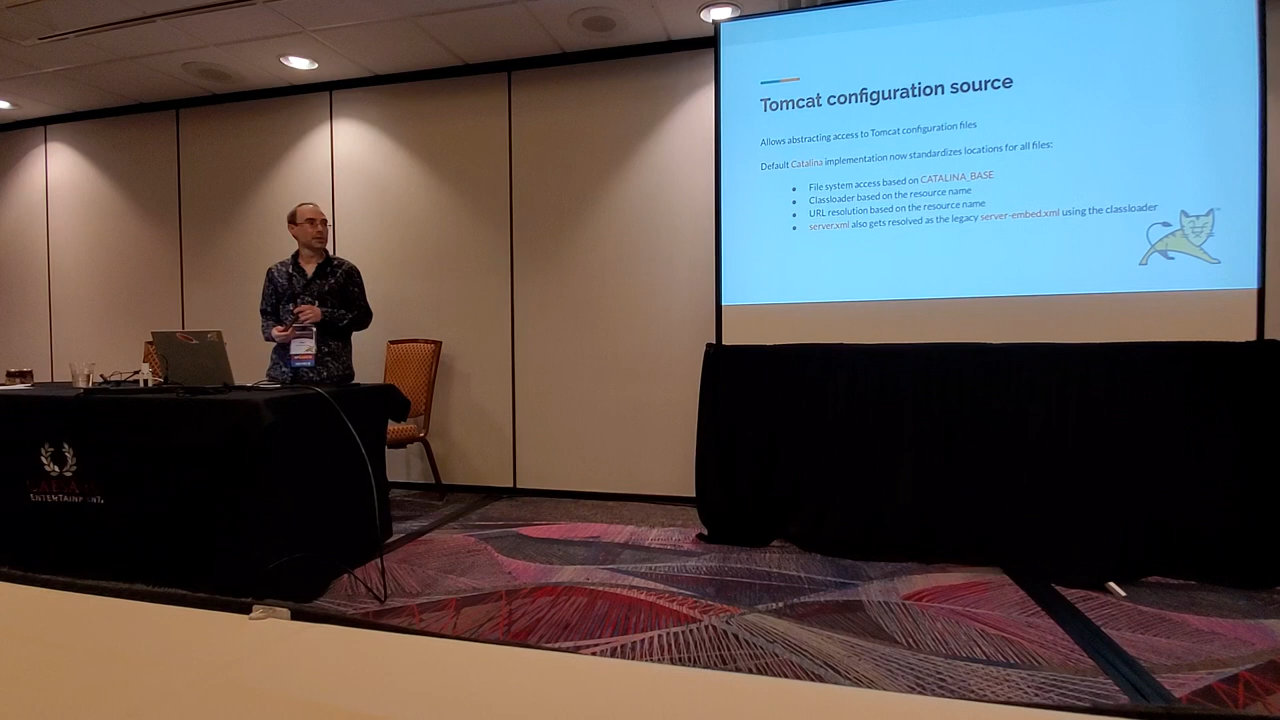 Tomcat configuration source
Allows abstracting access to Tomcat configuration files
Default Catalina implementation now standardizes locations for all files:
File system access based on CATALINA_BASE
Classloader based on the resource name
URL resolution based on the resource name
server.xml also gets resolved as the legacy server-embed.xml using the classloader